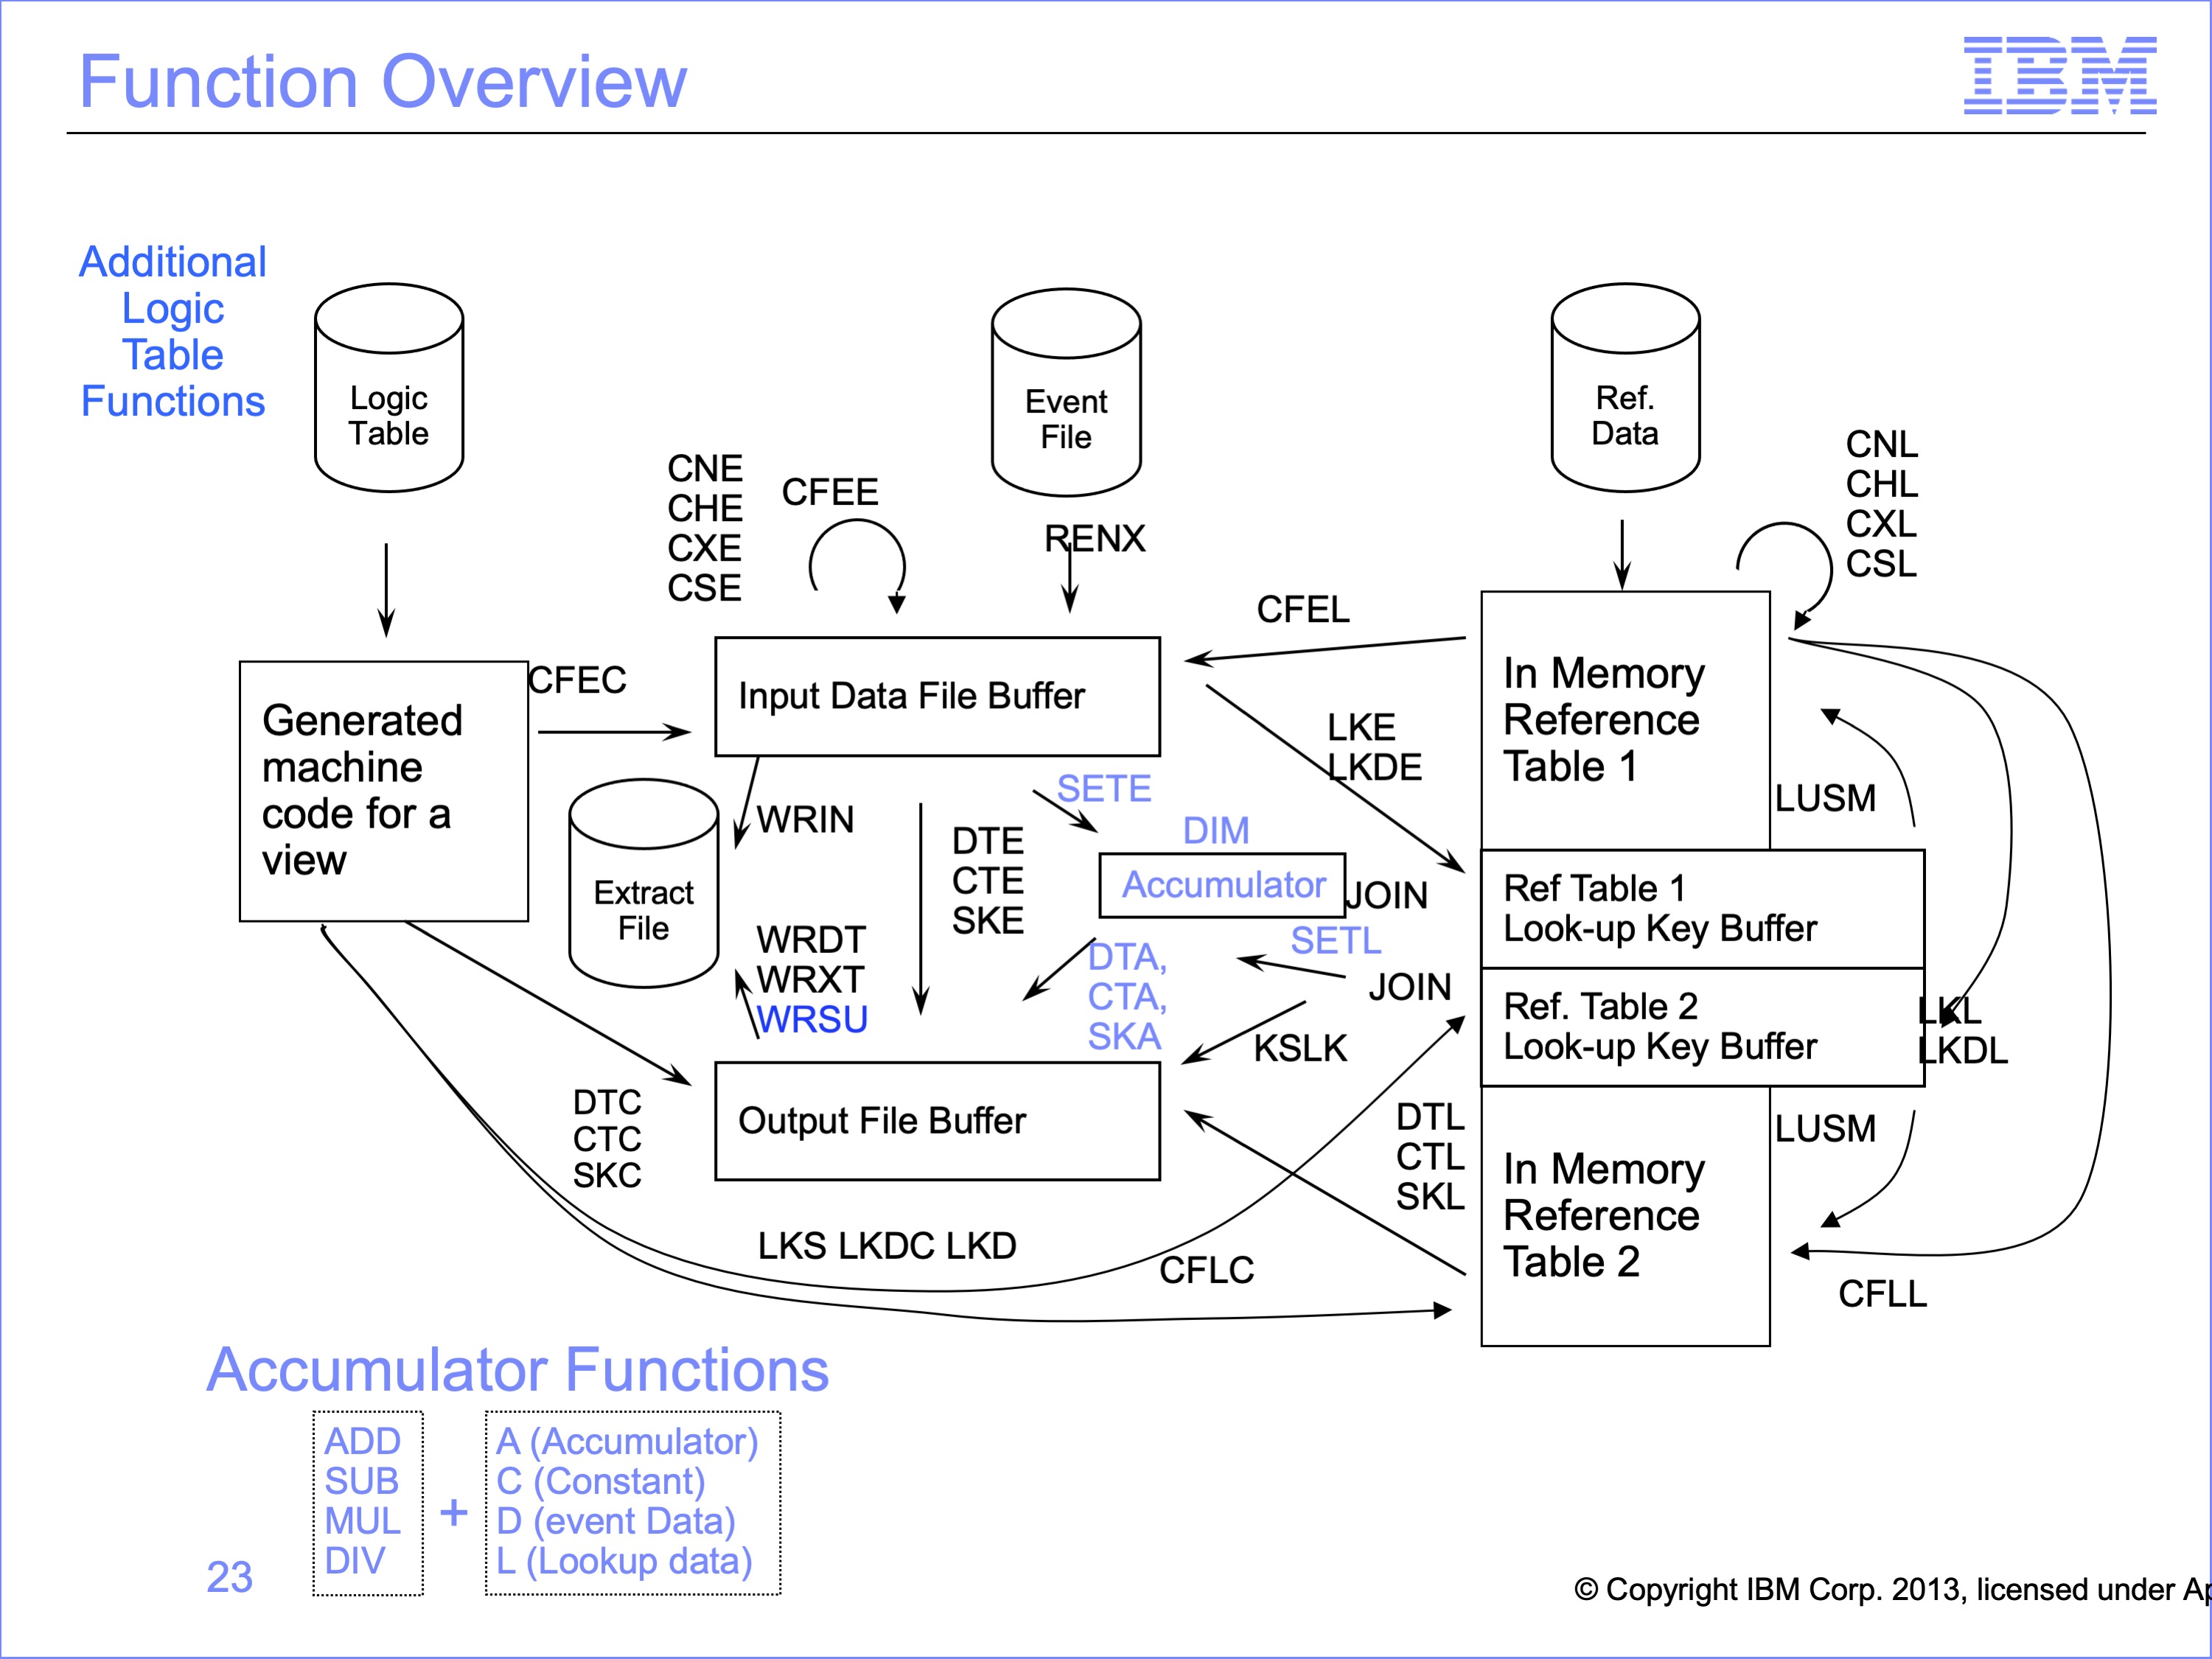 Function Overview
IBM
Additional
Logic
Table
Functions
Logic
Table
Event
File
Ref.
Data
CNE
CHE
CXE
CSE
CFEE
RENX
CNL
CHL
CXL
CSL
CFEL
CFEC
Generated
machine
code for a
view
Input Data File Buffer
In Memory
Reference
Table 1
LKE
LKDE
LUSM
SETE
WRIN
DTE
CTE
SKE
DIM
Accumulator
JOIN
Extract
File
Ref Table 1
Look-up Key Buffer
WRDT
WRXT
WRSU
DTA,
CTA,
SKA
SETL
JOIN
KSLK
Ref. Table 2
Look-up Key Buffer
LKL
LKDL
DTC
CTC
SKC
Output File Buffer
DTL
CTL
SKL
LUSM
In Memory
Reference
Table 2
LKS LKDC LKD
CFLC
CFLL
Accumulator Functions
ADD
SUB
MUL
DIV
+
A (Accumulator)
C (Constant)
D (event Data)
L (Lookup data)
23
© Copyright IBM Corp. 2013, licensed under Ap